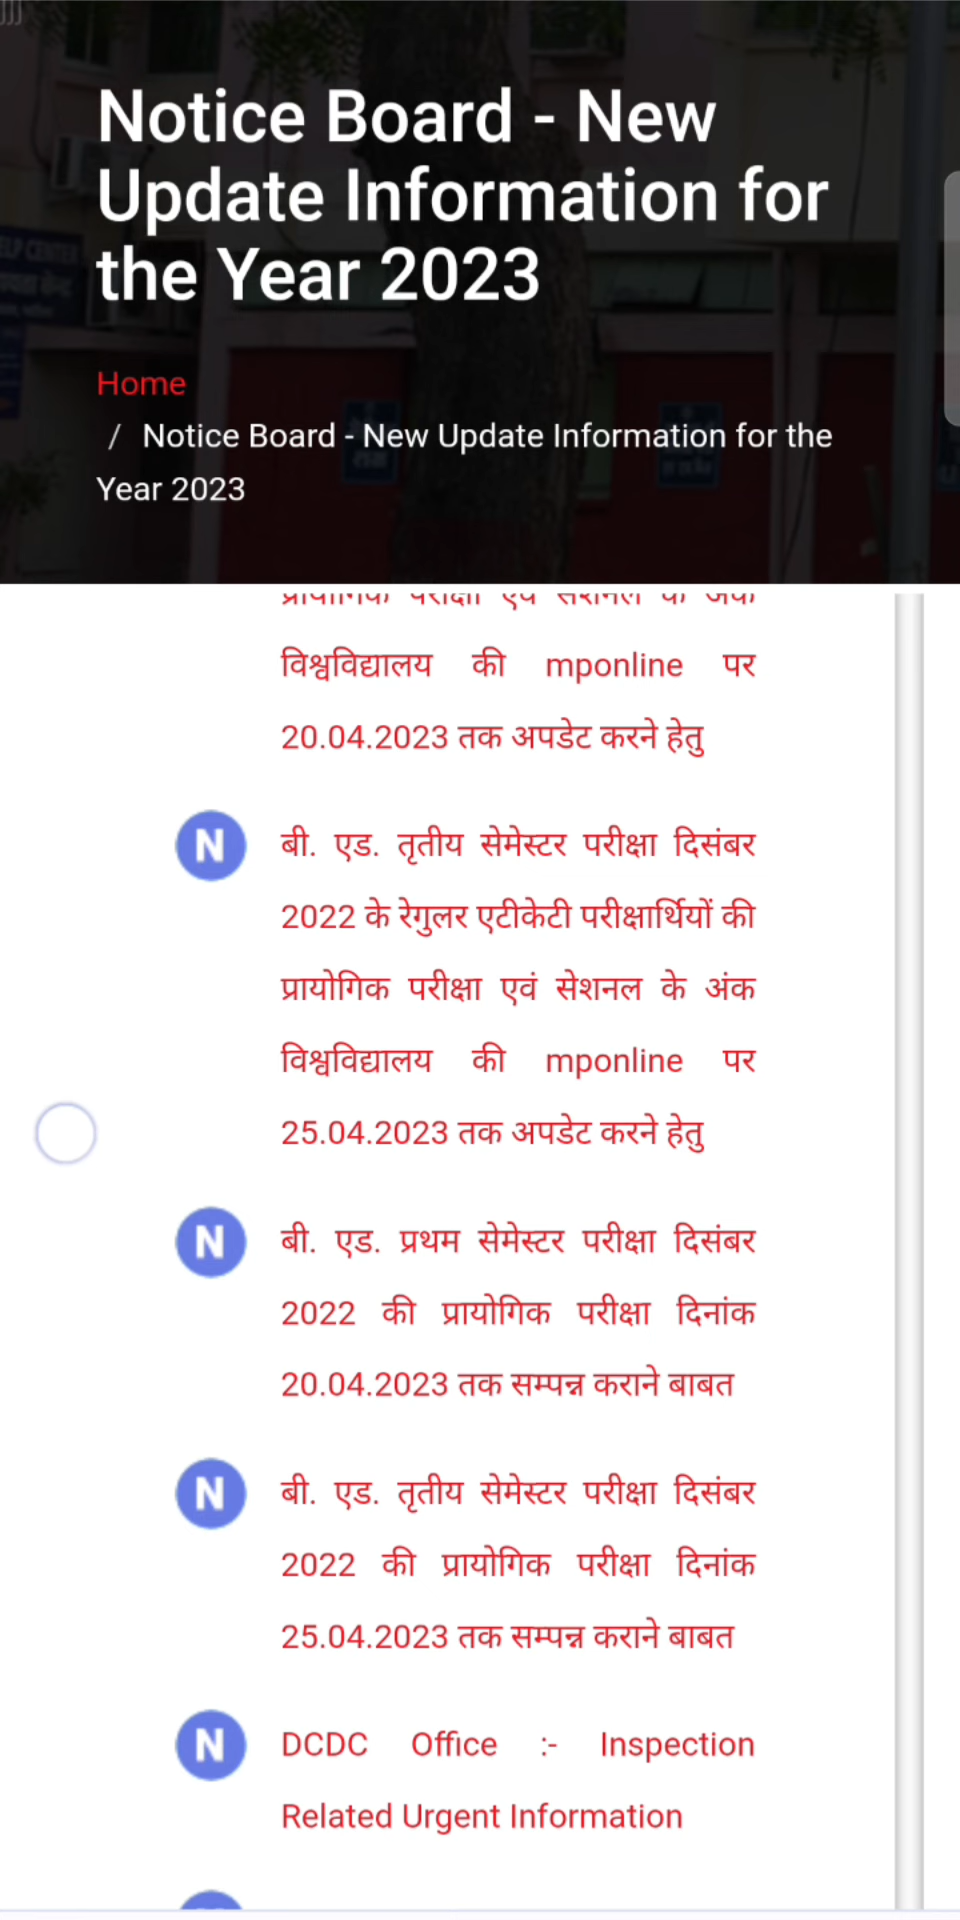 Notice Board - New
Update Information for
the Year 2023
Home
/ Notice Board - New Update Information for the
Year 2023
प्रायोगिक परीक्षा एवं सेशनल के अंक
विश्वविद्यालय की mponline पर
20.04.2023 तक अपडेट करने हेतु
N बी. एड. तृतीय सेमेस्टर परीक्षा दिसंबर
2022 के रेगुलर एटीकेटी परीक्षार्थियों की
प्रायोगिक परीक्षा एवं सेशनल के अंक
विश्वविद्यालय की mponline पर
25.04.2023 तक अपडेट करने हेतु
N बी. एड. प्रथम सेमेस्टर परीक्षा दिसंबर
2022 की प्रायोगिक परीक्षा दिनांक
20.04.2023 तक सम्पन्न कराने बाबत
N बी. एड. तृतीय सेमेस्टर परीक्षा दिसंबर
2022 की प्रायोगिक परीक्षा दिनांक
25.04.2023 तक सम्पन्न कराने बाबत
N DCDC Office :- Inspection
Related Urgent Information